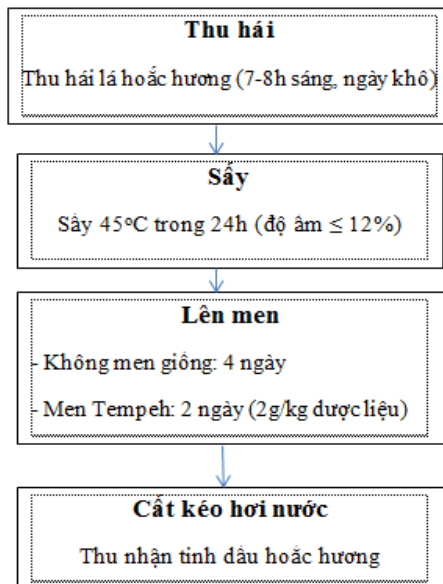 Thu hái
Thu hái lá hoắc hương (7-8h sáng, ngày khô)
Sấy
Sấy 45°C trong 24h (độ âm ≤ 12%)
Lên men
- Không men giống: 4 ngày
- Men Tempeh: 2 ngày (2g/kg dược liệu)
Cất kéo hơi nước
Thu nhận tinh dầu hoắc hương